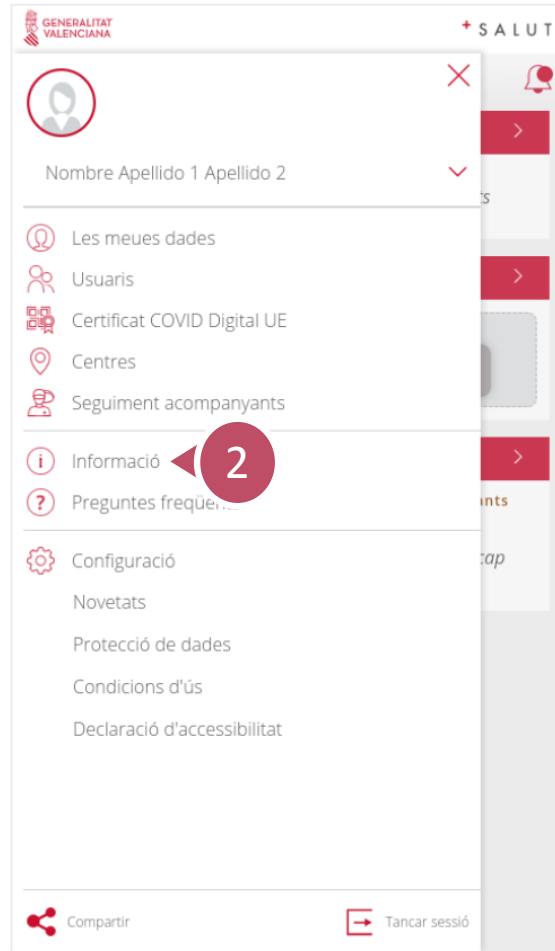 GENERALITAT
VALENCIANA
+ S A L U T
Nombre Apellido 1 Apellido 2
Les meues dades
Usuaris
Certificat COVID Digital UE
Centres
Seguiment acompanyants
Informació
2
Preguntes
Configuració
Novetats
Protecció de dades
Condicions d'ús
Declaració d'accessibilitat
Compartir
Tancar sessió